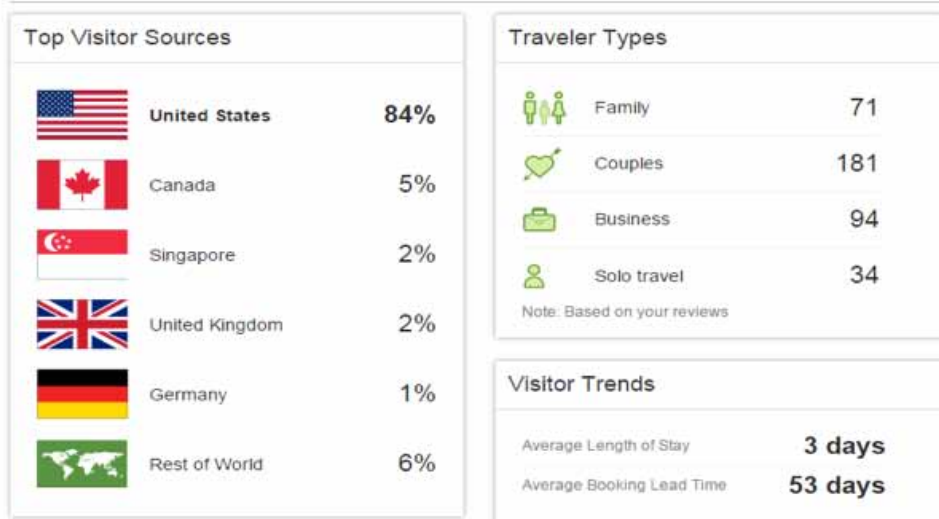 Top Visitor Sources
United States 84%
Canada 5%
Singapore 2%
United Kingdom 2%
Germany 1%
Rest of World 6%
Traveler Types
Family 71
Couples 181
Business 94
Solo travel 34
Note: Based on your reviews
Visitor Trends
Average Length of Stay 3 days
Average Booking Lead Time 53 days